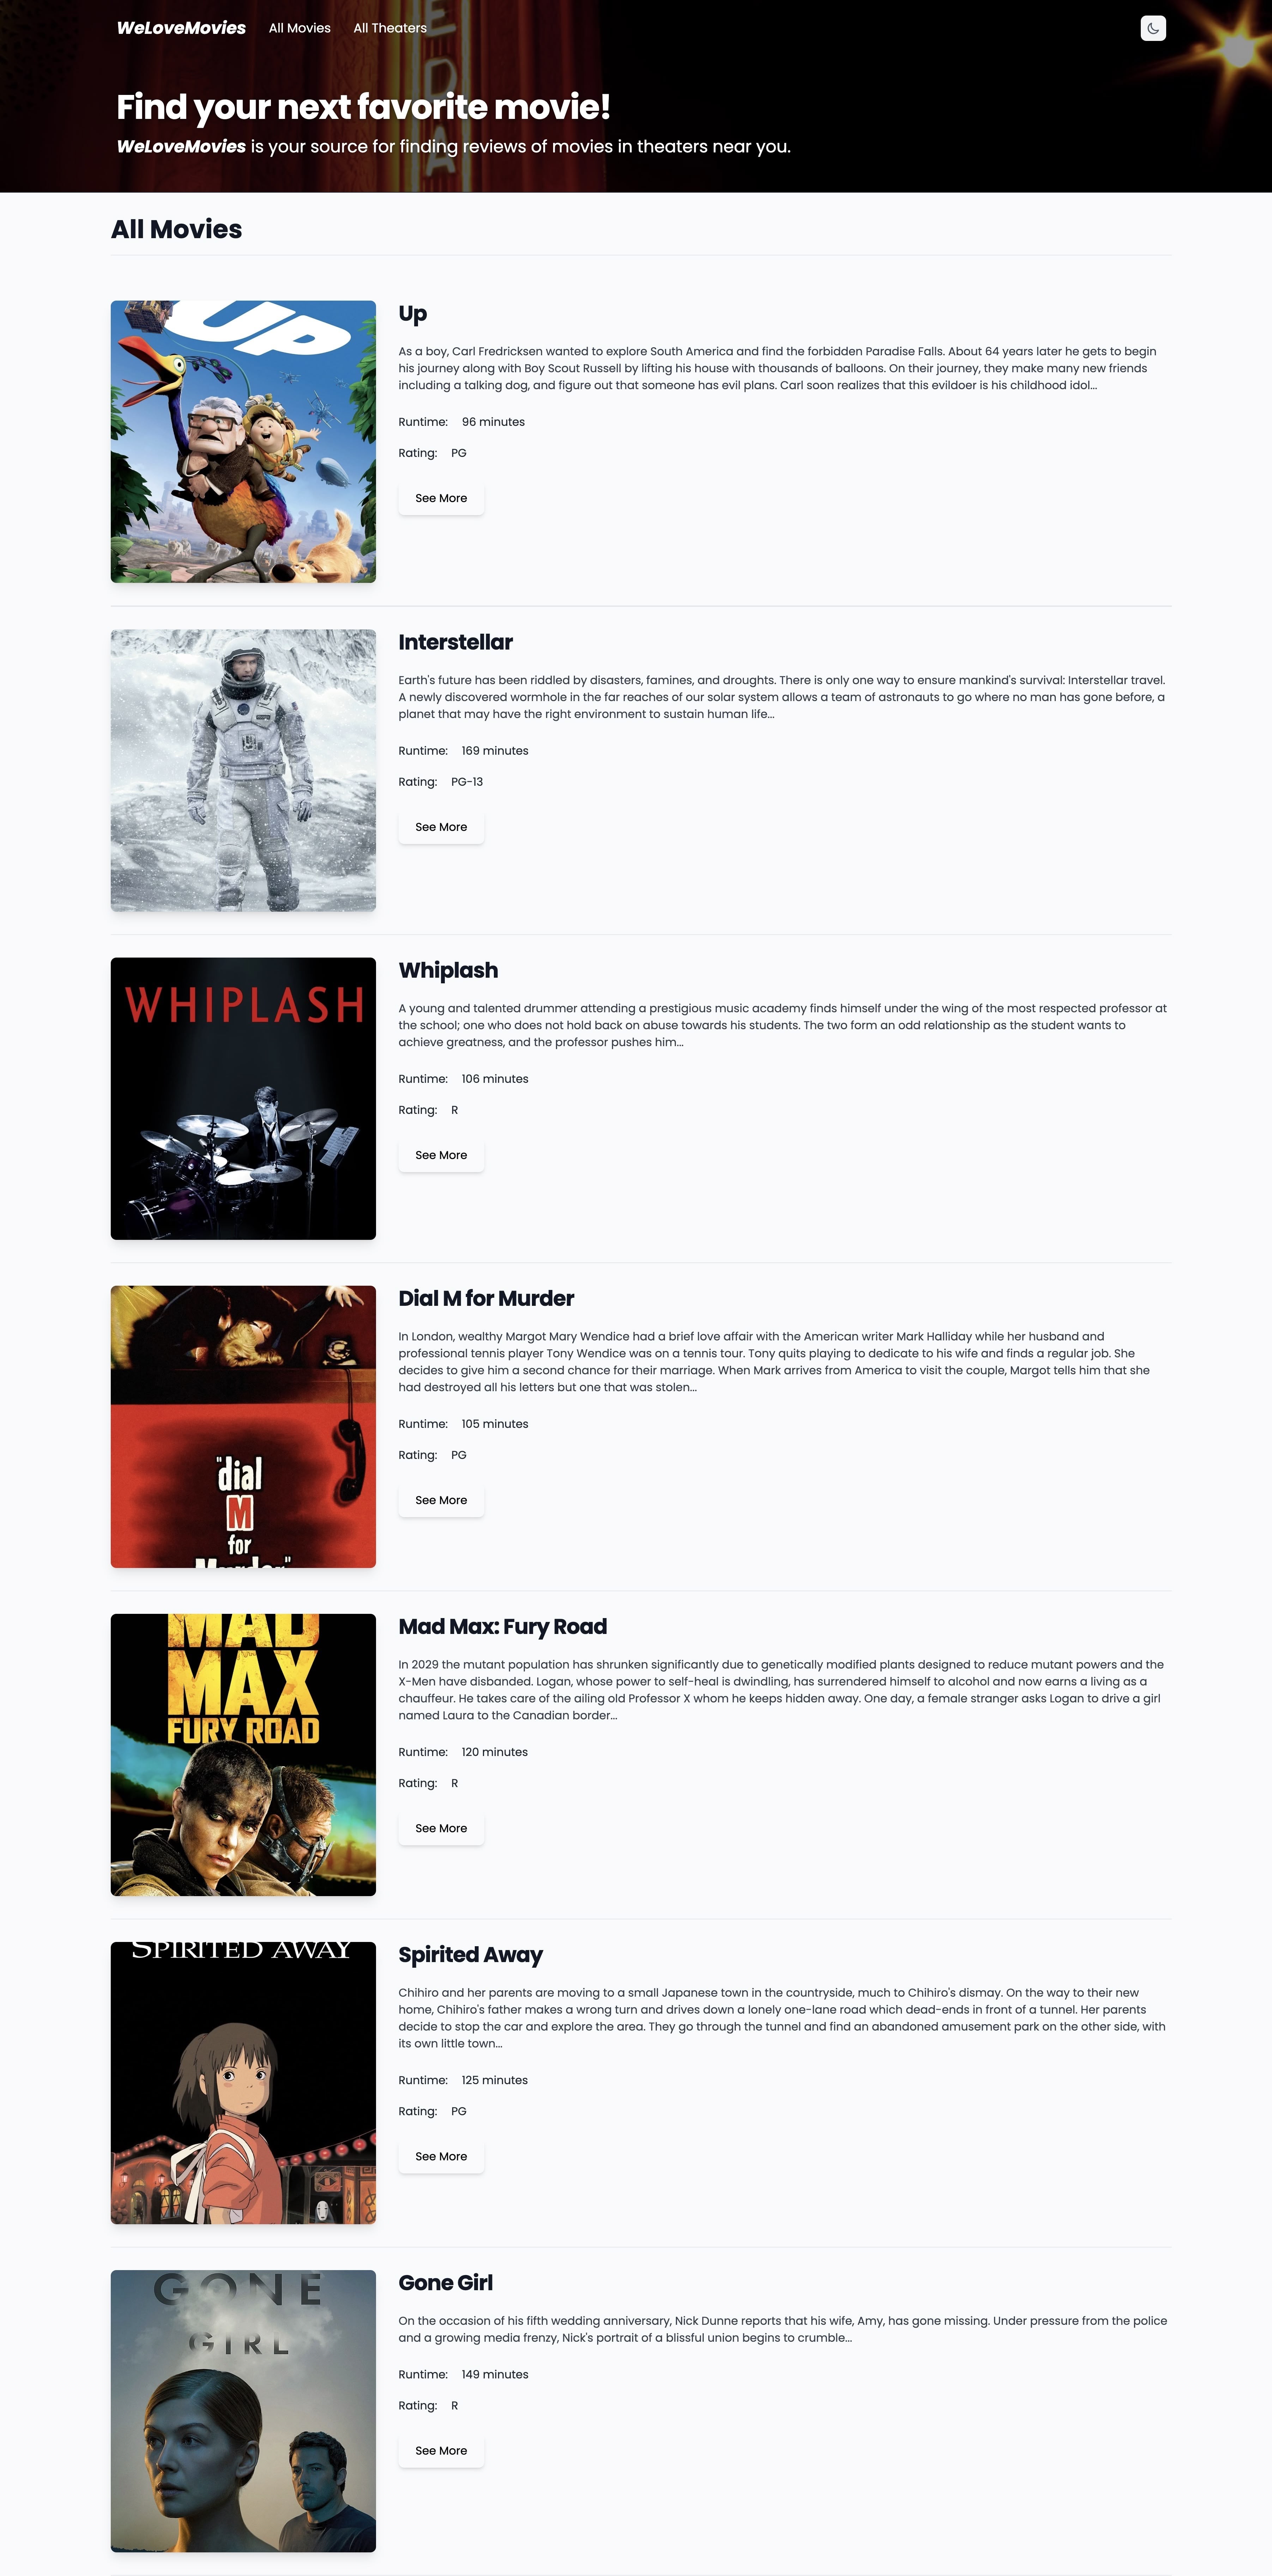 WeLoveMovies All Movies All Theaters
Find your next favorite movie!
WeLoveMovies is your source for finding reviews of movies in theaters near you.
All Movies
UP
Up
As a boy, Carl Fredricksen wanted to explore South America and find the forbidden Paradise Falls. About 64 years later he gets to begin
his journey along with Boy Scout Russell by lifting his house with thousands of balloons. On their journey, they make many new friends
including a talking dog, and figure out that someone has evil plans. Carl soon realizes that this evildoer is his childhood idol...
Runtime: 96 minutes
Rating: PG
See More
Interstellar
Earth's future has been riddled by disasters, famines, and droughts. There is only one way to ensure mankind's survival: Interstellar travel.
A newly discovered wormhole in the far reaches of our solar system allows a team of astronauts to go where no man has gone before, a
planet that may have the right environment to sustain human life...
Runtime: 169 minutes
Rating: PG-13
See More
WHIPLASH
Whiplash
A young and talented drummer attending a prestigious music academy finds himself under the wing of the most respected professor at
the school; one who does not hold back on abuse towards his students. The two form an odd relationship as the student wants to
achieve greatness, and the professor pushes him...
Runtime: 106 minutes
Rating: R
See More
"dial
M
for
Murder"
Dial M for Murder
In London, wealthy Margot Mary Wendice had a brief love affair with the American writer Mark Halliday while her husband and
professional tennis player Tony Wendice was on a tennis tour. Tony quits playing to dedicate to his wife and finds a regular job. She
decides to give him a second chance for their marriage. When Mark arrives from America to visit the couple, Margot tells him that she
had destroyed all his letters but one that was stolen...
Runtime: 105 minutes
Rating: PG
See More
MAD
MAX
FURY ROAD
Mad Max: Fury Road
In 2029 the mutant population has shrunken significantly due to genetically modified plants designed to reduce mutant powers and the
X-Men have disbanded. Logan, whose power to self-heal is dwindling, has surrendered himself to alcohol and now earns a living as a
chauffeur. He takes care of the ailing old Professor X whom he keeps hidden away. One day, a female stranger asks Logan to drive a girl
named Laura to the Canadian border...
Runtime: 120 minutes
Rating: R
See More
SPIRITED AWAY
Spirited Away
Chihiro and her parents are moving to a small Japanese town in the countryside, much to Chihiro's dismay. On the way to their new
home, Chihiro's father makes a wrong turn and drives down a lonely one-lane road which dead-ends in front of a tunnel. Her parents
decide to stop the car and explore the area. They go through the tunnel and find an abandoned amusement park on the other side, with
its own little town...
Runtime: 125 minutes
Rating: PG
See More
GONE
GIRL
Gone Girl
On the occasion of his fifth wedding anniversary, Nick Dunne reports that his wife, Amy, has gone missing. Under pressure from the police
and a growing media frenzy, Nick's portrait of a blissful union begins to crumble...
Runtime: 149 minutes
Rating: R
See More